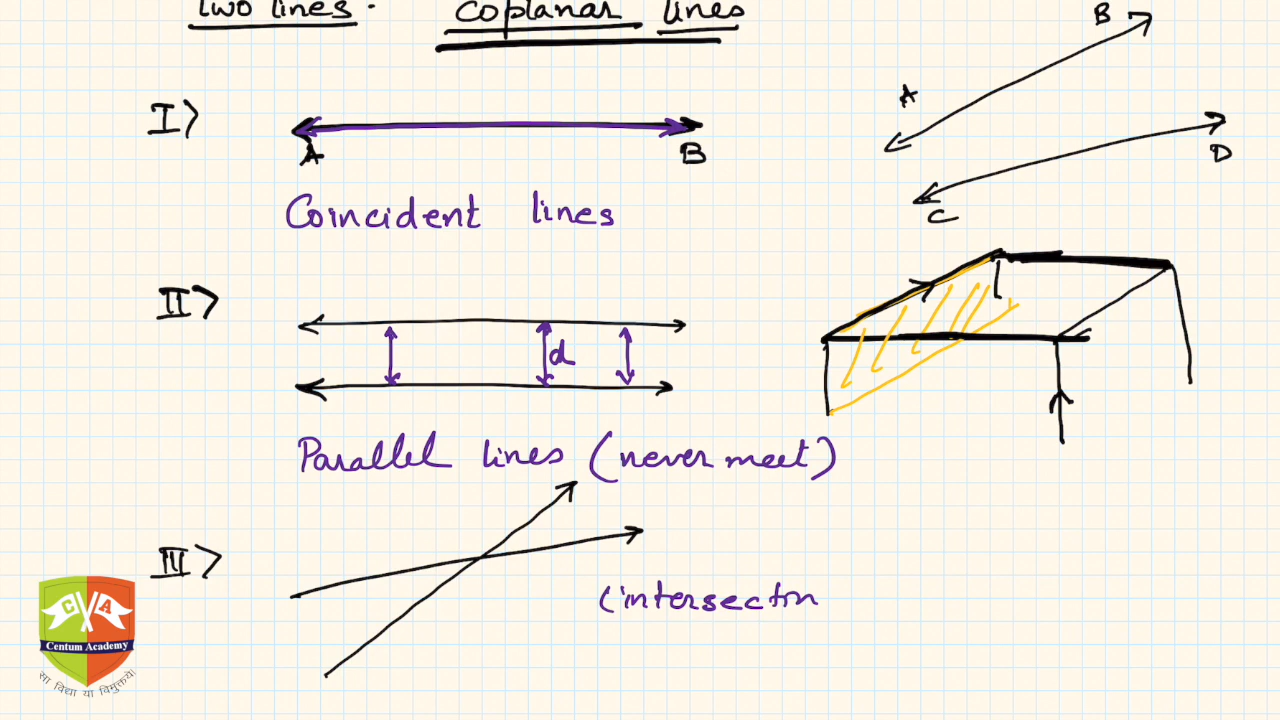 two lines. coplanar lines
B
A
D
C
I>
A B
Coincident lines
II>
d
Parallel lines (never meet)
III>
(intersectn
C A
Centum Academy
सा विद्या या विमुक्तये।